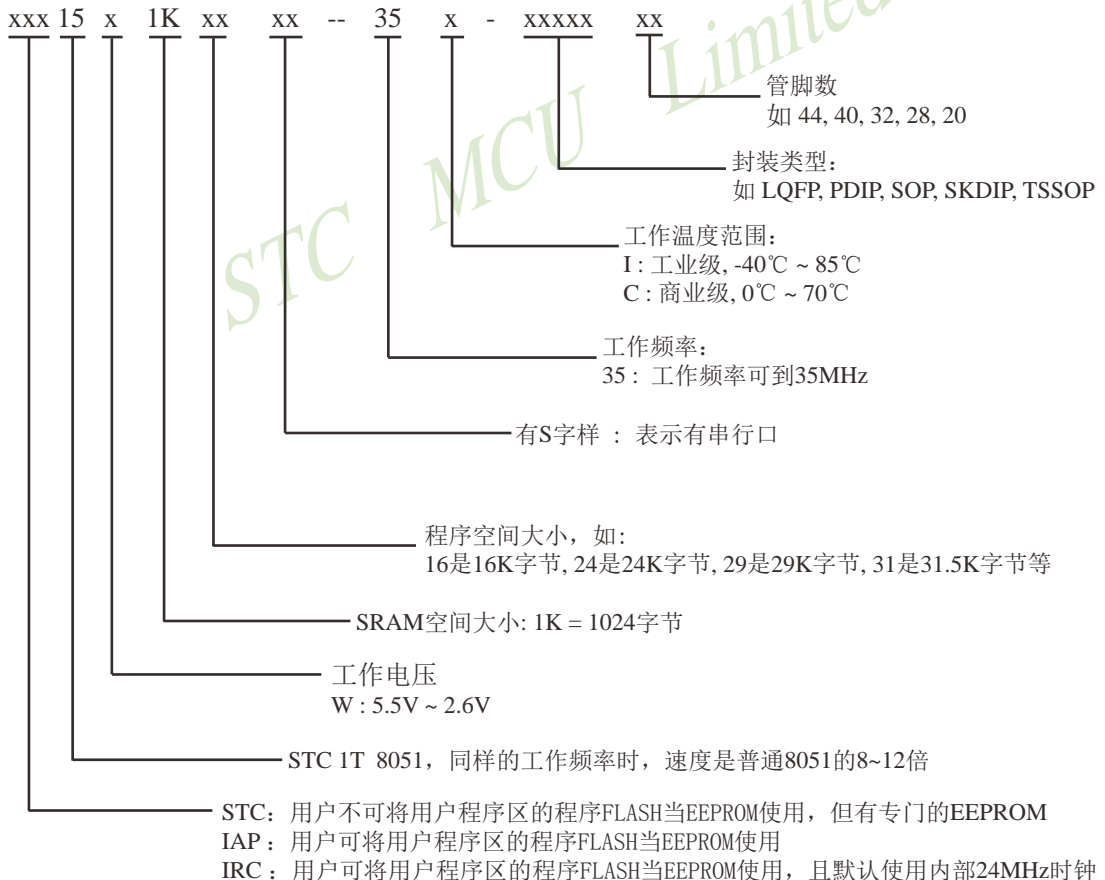 xxx 15 x 1K xx xx -- 35 x - xxxxx xx
管脚数
如 44, 40, 32, 28, 20
封装类型：
如 LQFP, PDIP, SOP, SKDIP, TSSOP
工作温度范围：
I : 工业级, -40℃ ~ 85℃
C : 商业级, 0℃ ~ 70℃
工作频率：
35 : 工作频率可到35MHz
有S字样 : 表示有串行口
程序空间大小，如:
16是16K字节, 24是24K字节, 29是29K字节, 31是31.5K字节等
SRAM空间大小: 1K = 1024字节
工作电压
W : 5.5V ~ 2.6V
STC 1T 8051，同样的工作频率时，速度是普通8051的8~12倍
STC：用户不可将用户程序区的程序FLASH当EEPROM使用，但有专门的EEPROM
IAP：用户可将用户程序区的程序FLASH当EEPROM使用
IRC：用户可将用户程序区的程序FLASH当EEPROM使用，且默认使用内部24MHz时钟
STC MCU Limited